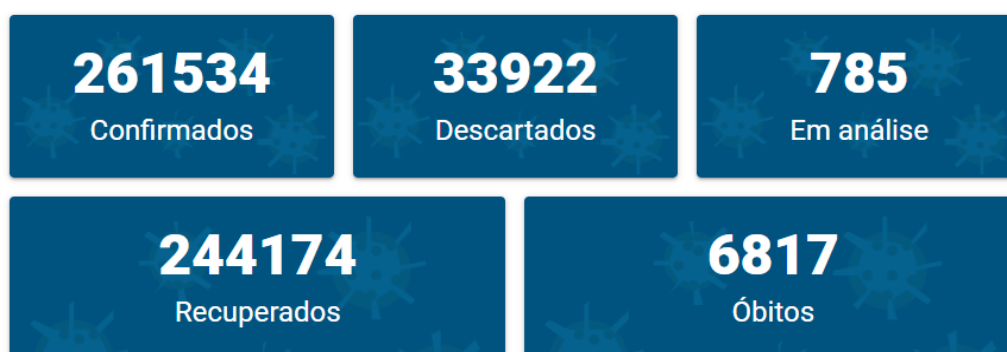 261534
Confirmados
33922
Descartados
785
Em análise
244174
Recuperados
6817
Óbitos